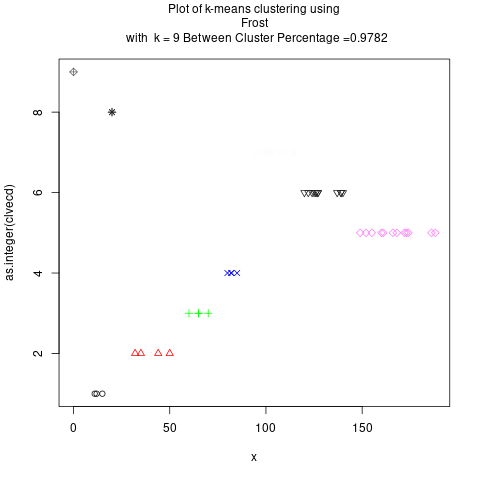 Plot of k-means clustering using
Frost
with k = 9 Between Cluster Percentage =0.9782
as.integer(clvecd)
8
6
4
2
0 50 100 150
x